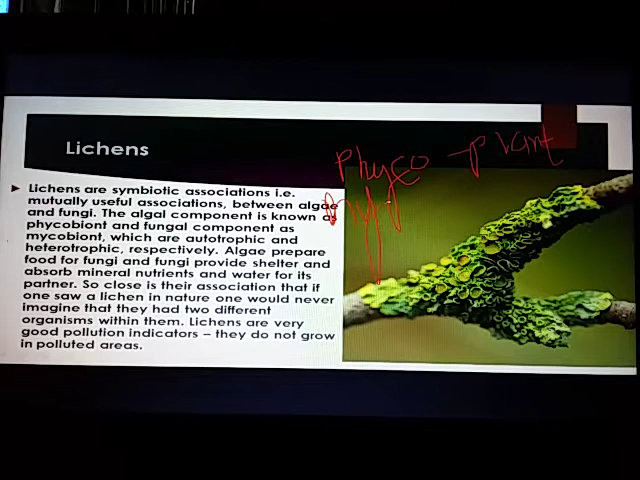 Lichens
Phyco - plant
Lichens are symbiotic associations i.e.
mutually useful associations, between algae
and fungi. The algal component is known as
phycobiont and fungal component as
mycobiont, which are autotrophic and
heterotrophic, respectively. Algae prepare
food for fungi and fungi provide shelter and
absorb mineral nutrients and water for its
partner. So close is their association that if
one saw a lichen in nature one would never
imagine that they had two different
organisms within them. Lichens are very
good pollution indicators – they do not grow
in polluted areas.